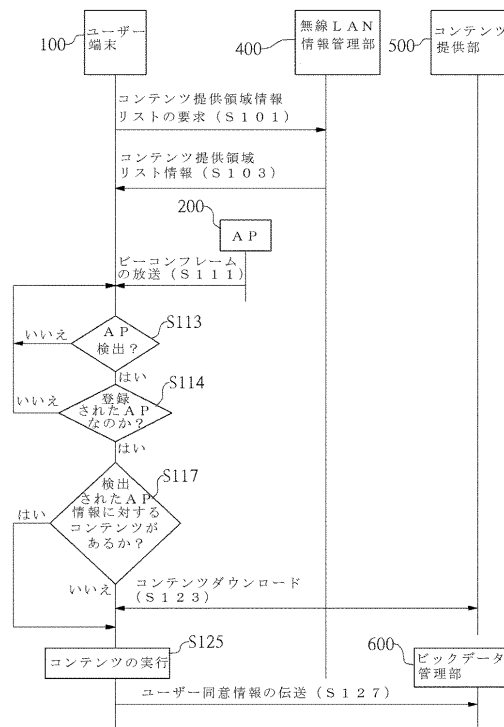 100
ユーザー
端末
400
無線LAN
情報管理部
500
コンテンツ
提供部
コンテンツ提供領域情報
リストの要求(S101)
コンテンツ提供領域
リスト情報(S103)
200
AP
ビーコンフレーム
の放送(S111)
S113
いいえ
AP
検出?
はい
S114
いいえ
登録
されたAP
なのか?
はい
S117
はい
検出
されたAP
情報に対する
コンテンツが
あるか?
いいえ
コンテンツダウンロード
(S123)
S125
コンテンツの実行
600
ビックデータ
管理部
ユーザー同意情報の伝送(S127)